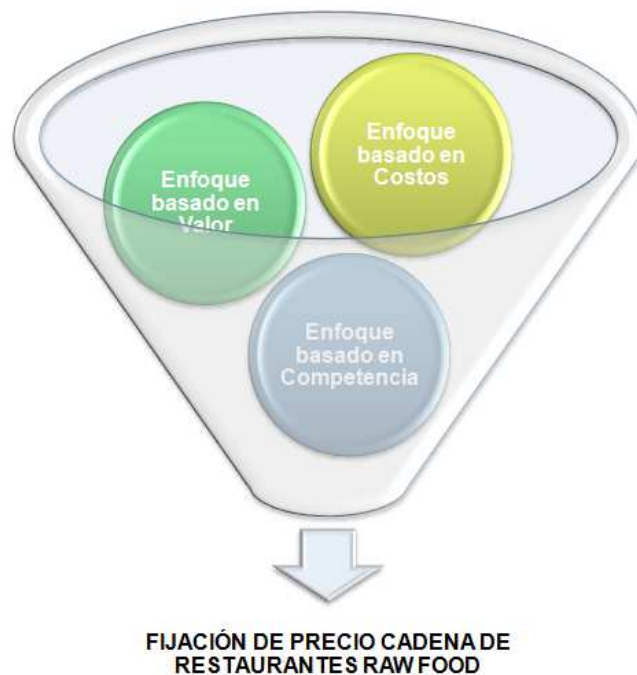 Enfoque
basado en
Costos
Enfoque
basado en
Valor
Enfoque
basado en
Competencia
FIJACIÓN DE PRECIO CADENA DE
RESTAURANTES RAW FOOD